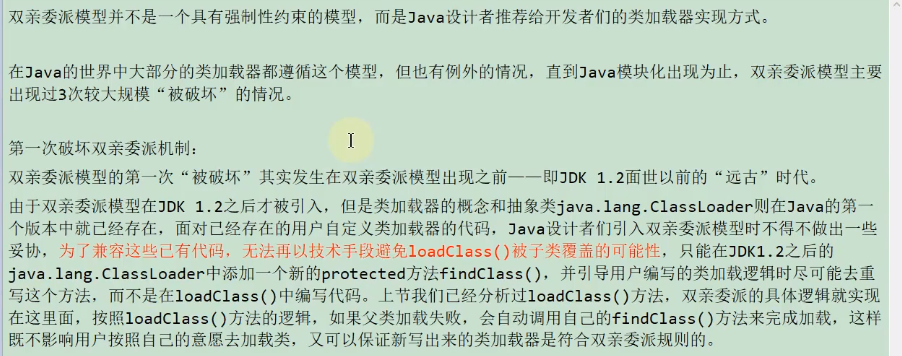 双亲委派模型并不是一个具有强制性约束的模型，而是Java设计者推荐给开发者们的类加载器实现方式。
在Java的世界中大部分的类加载器都遵循这个模型，但也有例外的情况，直到Java模块化出现为止，双亲委派模型主要
出现过3次较大规模“被破坏”的情况。
第一次破坏双亲委派机制：
双亲委派模型的第一次“被破坏”其实发生在双亲委派模型出现之前——即JDK 1.2面世以前的“远古”时代。
由于双亲委派模型在JDK 1.2之后才被引入，但是类加载器的概念和抽象类java.lang.ClassLoader则在Java的第一
个版本中就已经存在，面对已经存在的用户自定义类加载器的代码，Java设计者们引入双亲委派模型时不得不做出一些
妥协，为了兼容这些已有代码，无法再以技术手段避免loadClass()被子类覆盖的可能性，只能在JDK1.2之后的
java.lang.ClassLoader中添加一个新的protected方法findClass()，并引导用户编写的类加载逻辑时尽可能去重
写这个方法，而不是在loadClass()中编写代码。上节我们已经分析过loadClass()方法，双亲委派的具体逻辑就实现
在这里面，按照loadClass()方法的逻辑，如果父类加载失败，会自动调用自己的findClass()方法来完成加载，这样
既不影响用户按照自己的意愿去加载类，又可以保证新写出来的类加载器是符合双亲委派规则的。